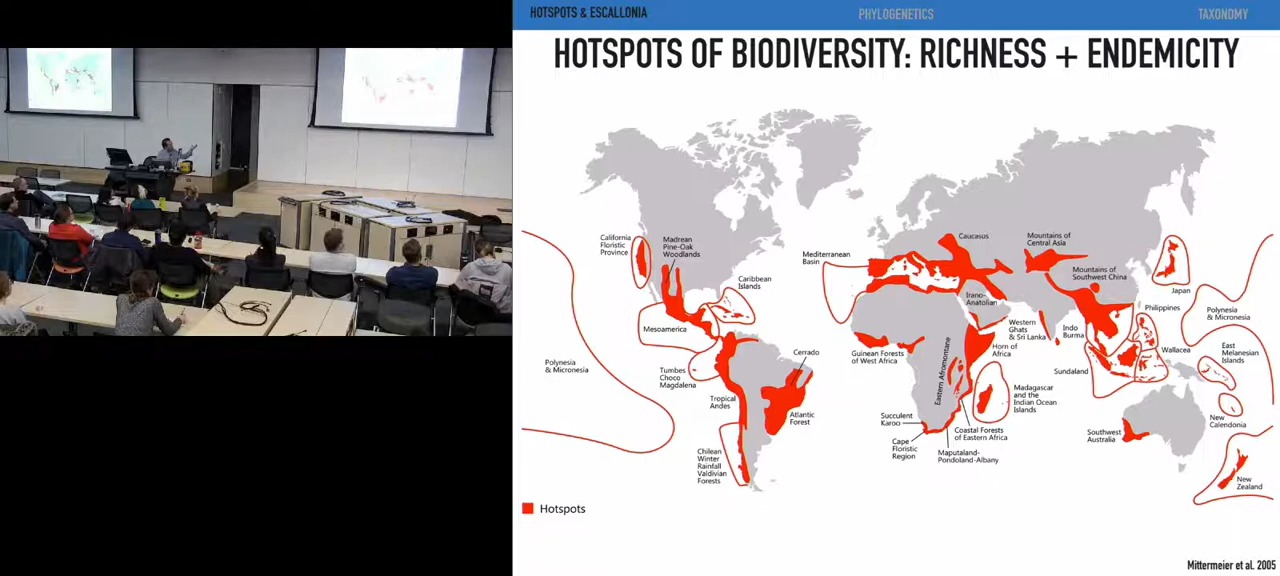 HOTSPOTS & ESCALLONIA
PHYLOGENETICS
TAXONOMY
HOTSPOTS OF BIODIVERSITY: RICHNESS + ENDEMICITY
California
Floristic
Province
Madrean
Pine-Oak
Woodlands
Caribbean
Islands
Mesoamerica
Polynesia
& Micronesia
Tumbes
Choco
Magdalena
Tropical
Andes
Cerrado
Atlantic
Forest
Chilean
Winter
Rainfall
Valdivian
Forests
Mediterranean
Basin
Caucasus
Irano-
Anatolian
Mountains of
Central Asia
Mountains of
Southwest China
Guinean Forests
of West Africa
Eastern Afromontane
Horn of
Africa
Western
Ghats
& Sri Lanka
Indo
Burma
Madagascar
and the
Indian Ocean
Islands
Succulent
Karoo
Cape
Floristic
Region
Coastal Forests
of Eastern Africa
Maputaland-
Pondoland-Albany
Japan
Philippines
Polynesia
& Micronesia
Wallacea
Sundaland
East
Melanesian
Islands
New
Calendonia
Southwest
Australia
New
Zealand
Hotspots
Mittermeier et al. 2005